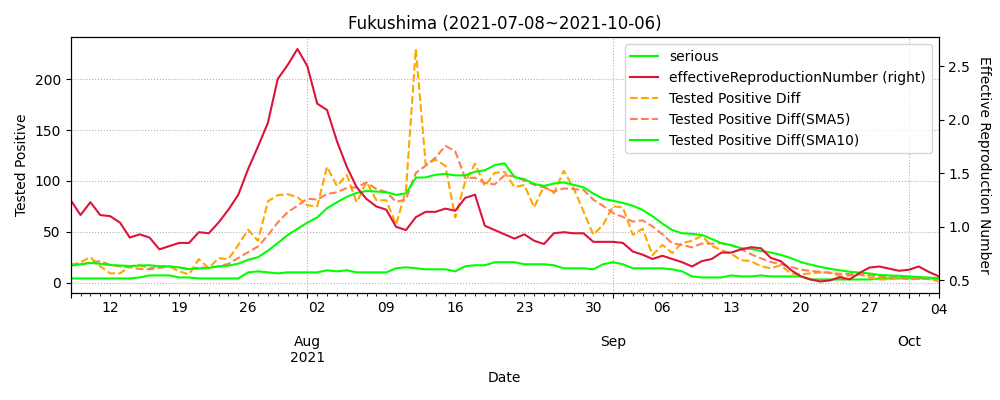 Fukushima (2021-07-08~2021-10-06)
serious
effectiveReproductionNumber (right)
Tested Positive Diff
Tested Positive Diff(SMA5)
Tested Positive Diff(SMA10)
Tested Positive
200
150
100
50
0
2.5
2.0
1.5
1.0
0.5
Effective Reproduction Number
12 19 26 02 09 16 23 30 06 13 20 27 04
Aug Sep Oct
2021
Date